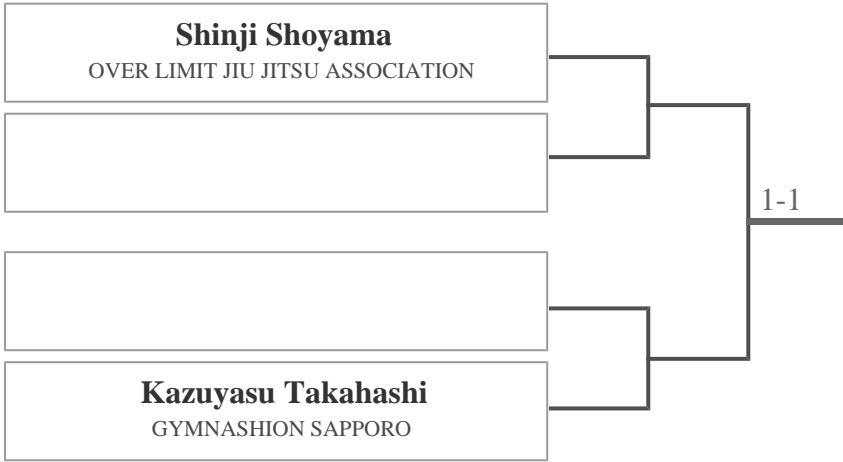 Shinji Shoyama
OVER LIMIT JIU JITSU ASSOCIATION
1-1
Kazuyasu Takahashi
GYMNASHION SAPPORO